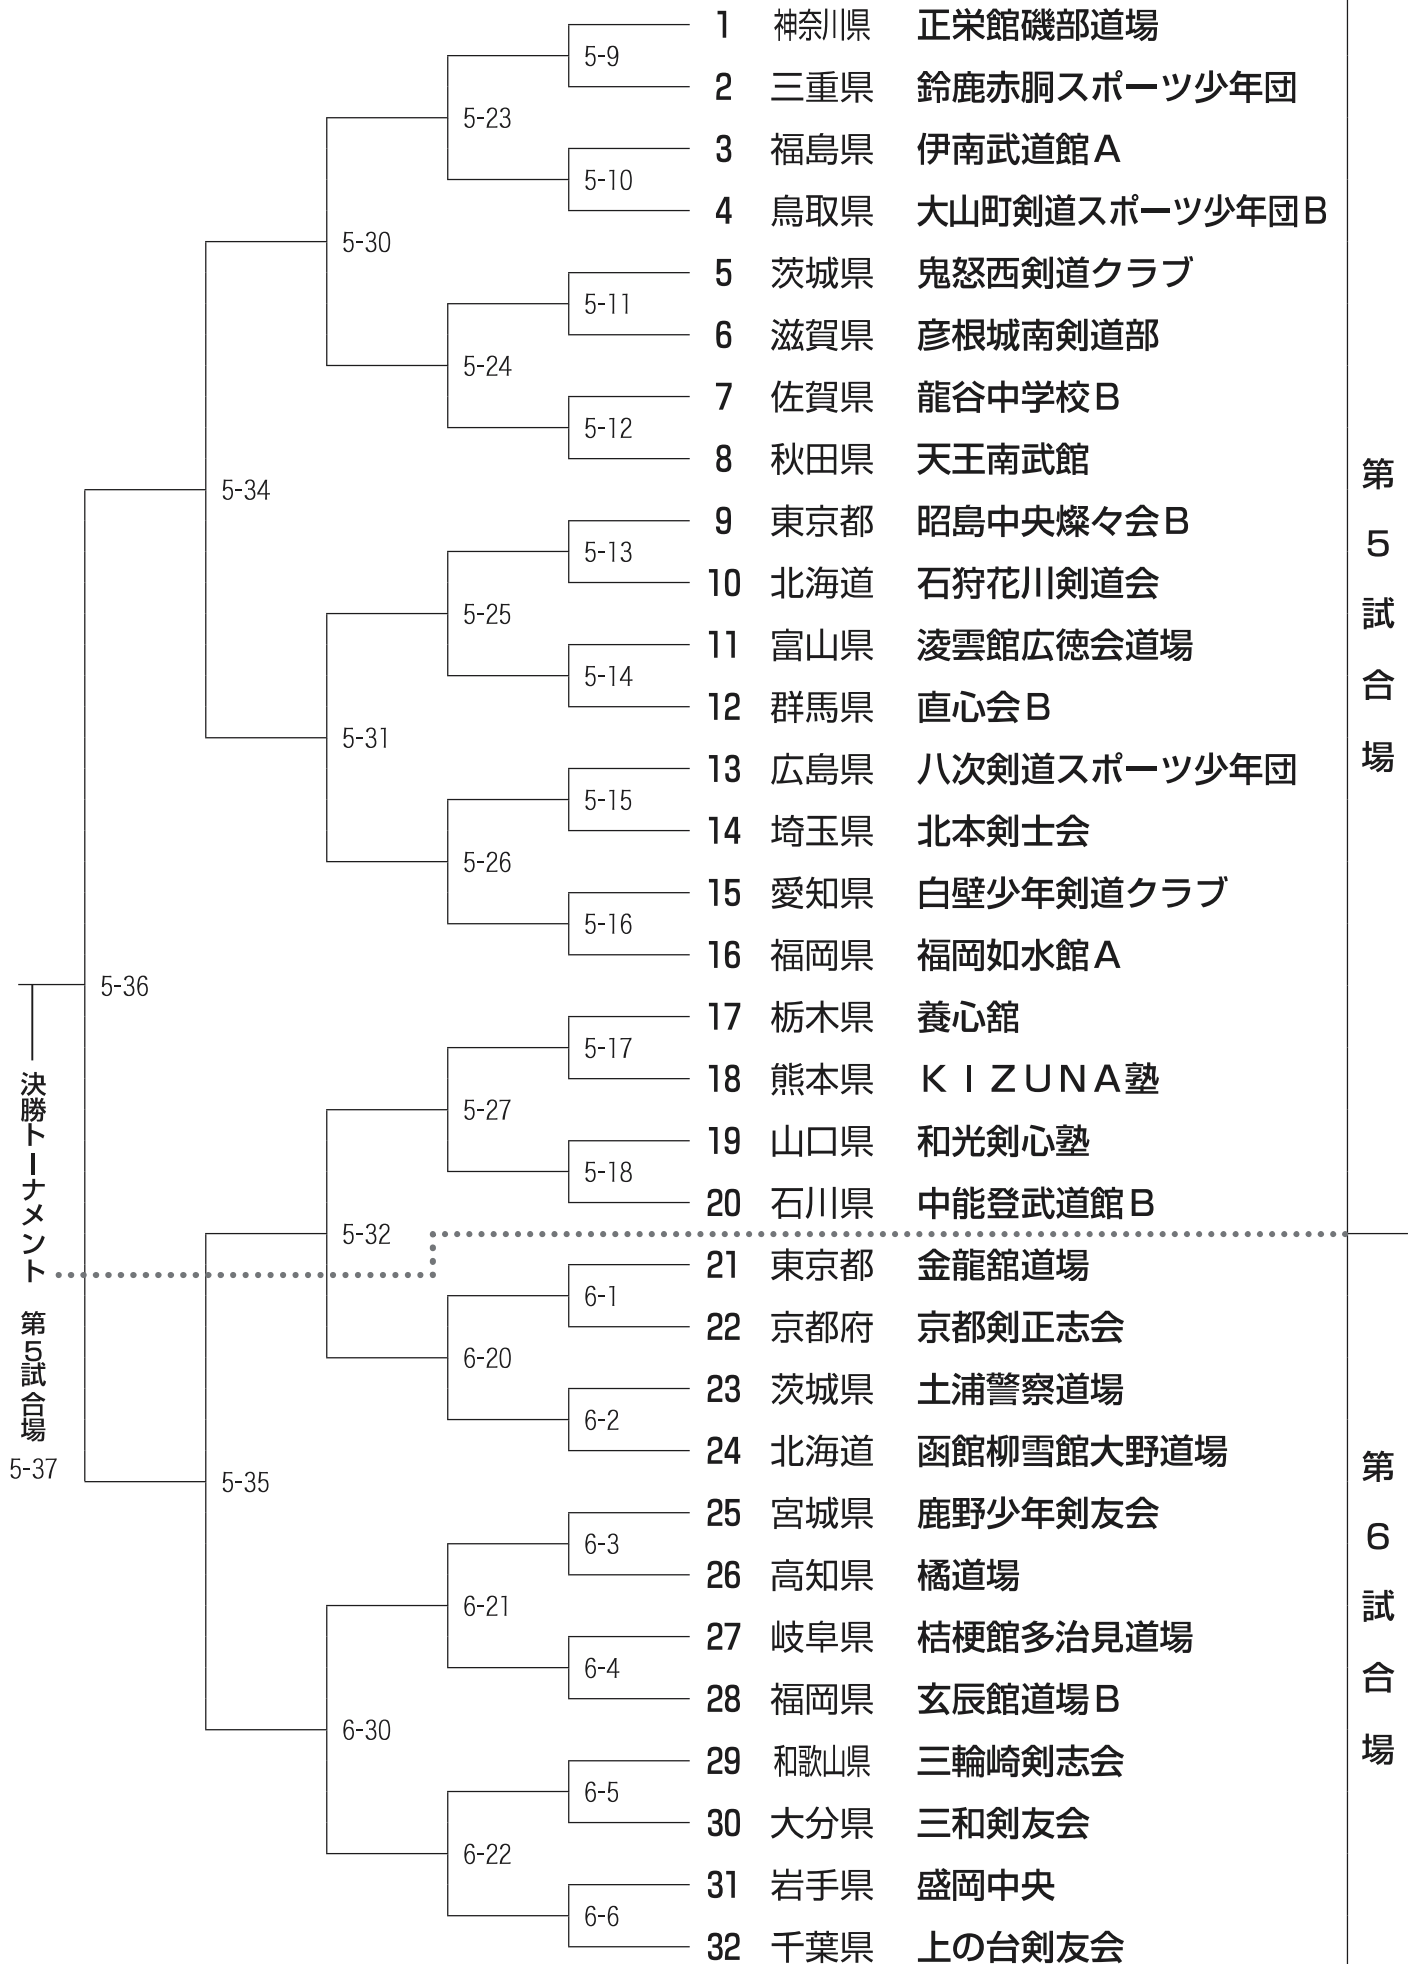 1 神奈川県 正栄館磯部道場
5-9
2 三重県 鈴鹿赤胴スポーツ少年団
5-23
3 福島県 伊南武道館A
5-10
4 鳥取県 大山町剣道スポーツ少年団B
5-30
5 茨城県 鬼怒西剣道クラブ
5-11
6 滋賀県 彦根城南剣道部
5-24
7 佐賀県 龍谷中学校B
5-12
8 秋田県 天王南武館
5-34
9 東京都 昭島中央燦々会B
5-13
10 北海道 石狩花川剣道会
5-25
11 富山県 淩雲館広徳会道場
5-14
12 群馬県 直心会B
5-31
13 広島県 八次剣道スポーツ少年団
5-15
14 埼玉県 北本剣士会
5-26
15 愛知県 白壁少年剣道クラブ
5-16
16 福岡県 福岡如水館A
5-36
17 栃木県 養心舘
5-17
18 熊本県 KIZUNA塾
5-27
19 山口県 和光剣心塾
5-18
20 石川県 中能登武道館B
5-32
21 東京都 金龍舘道場
6-1
22 京都府 京都剣正志会
6-20
23 茨城県 土浦警察道場
6-2
24 北海道 函館柳雪館大野道場
5-35
25 宮城県 鹿野少年剣友会
6-3
26 高知県 橘道場
6-21
27 岐阜県 桔梗館多治見道場
6-4
28 福岡県 玄辰館道場B
6-30
29 和歌山県 三輪崎剣志会
6-5
30 大分県 三和剣友会
6-22
31 岩手県 盛岡中央
6-6
32 千葉県 上の台剣友会
決勝トーナメント 第5試合場
5-37
第5試合場
第6試合場